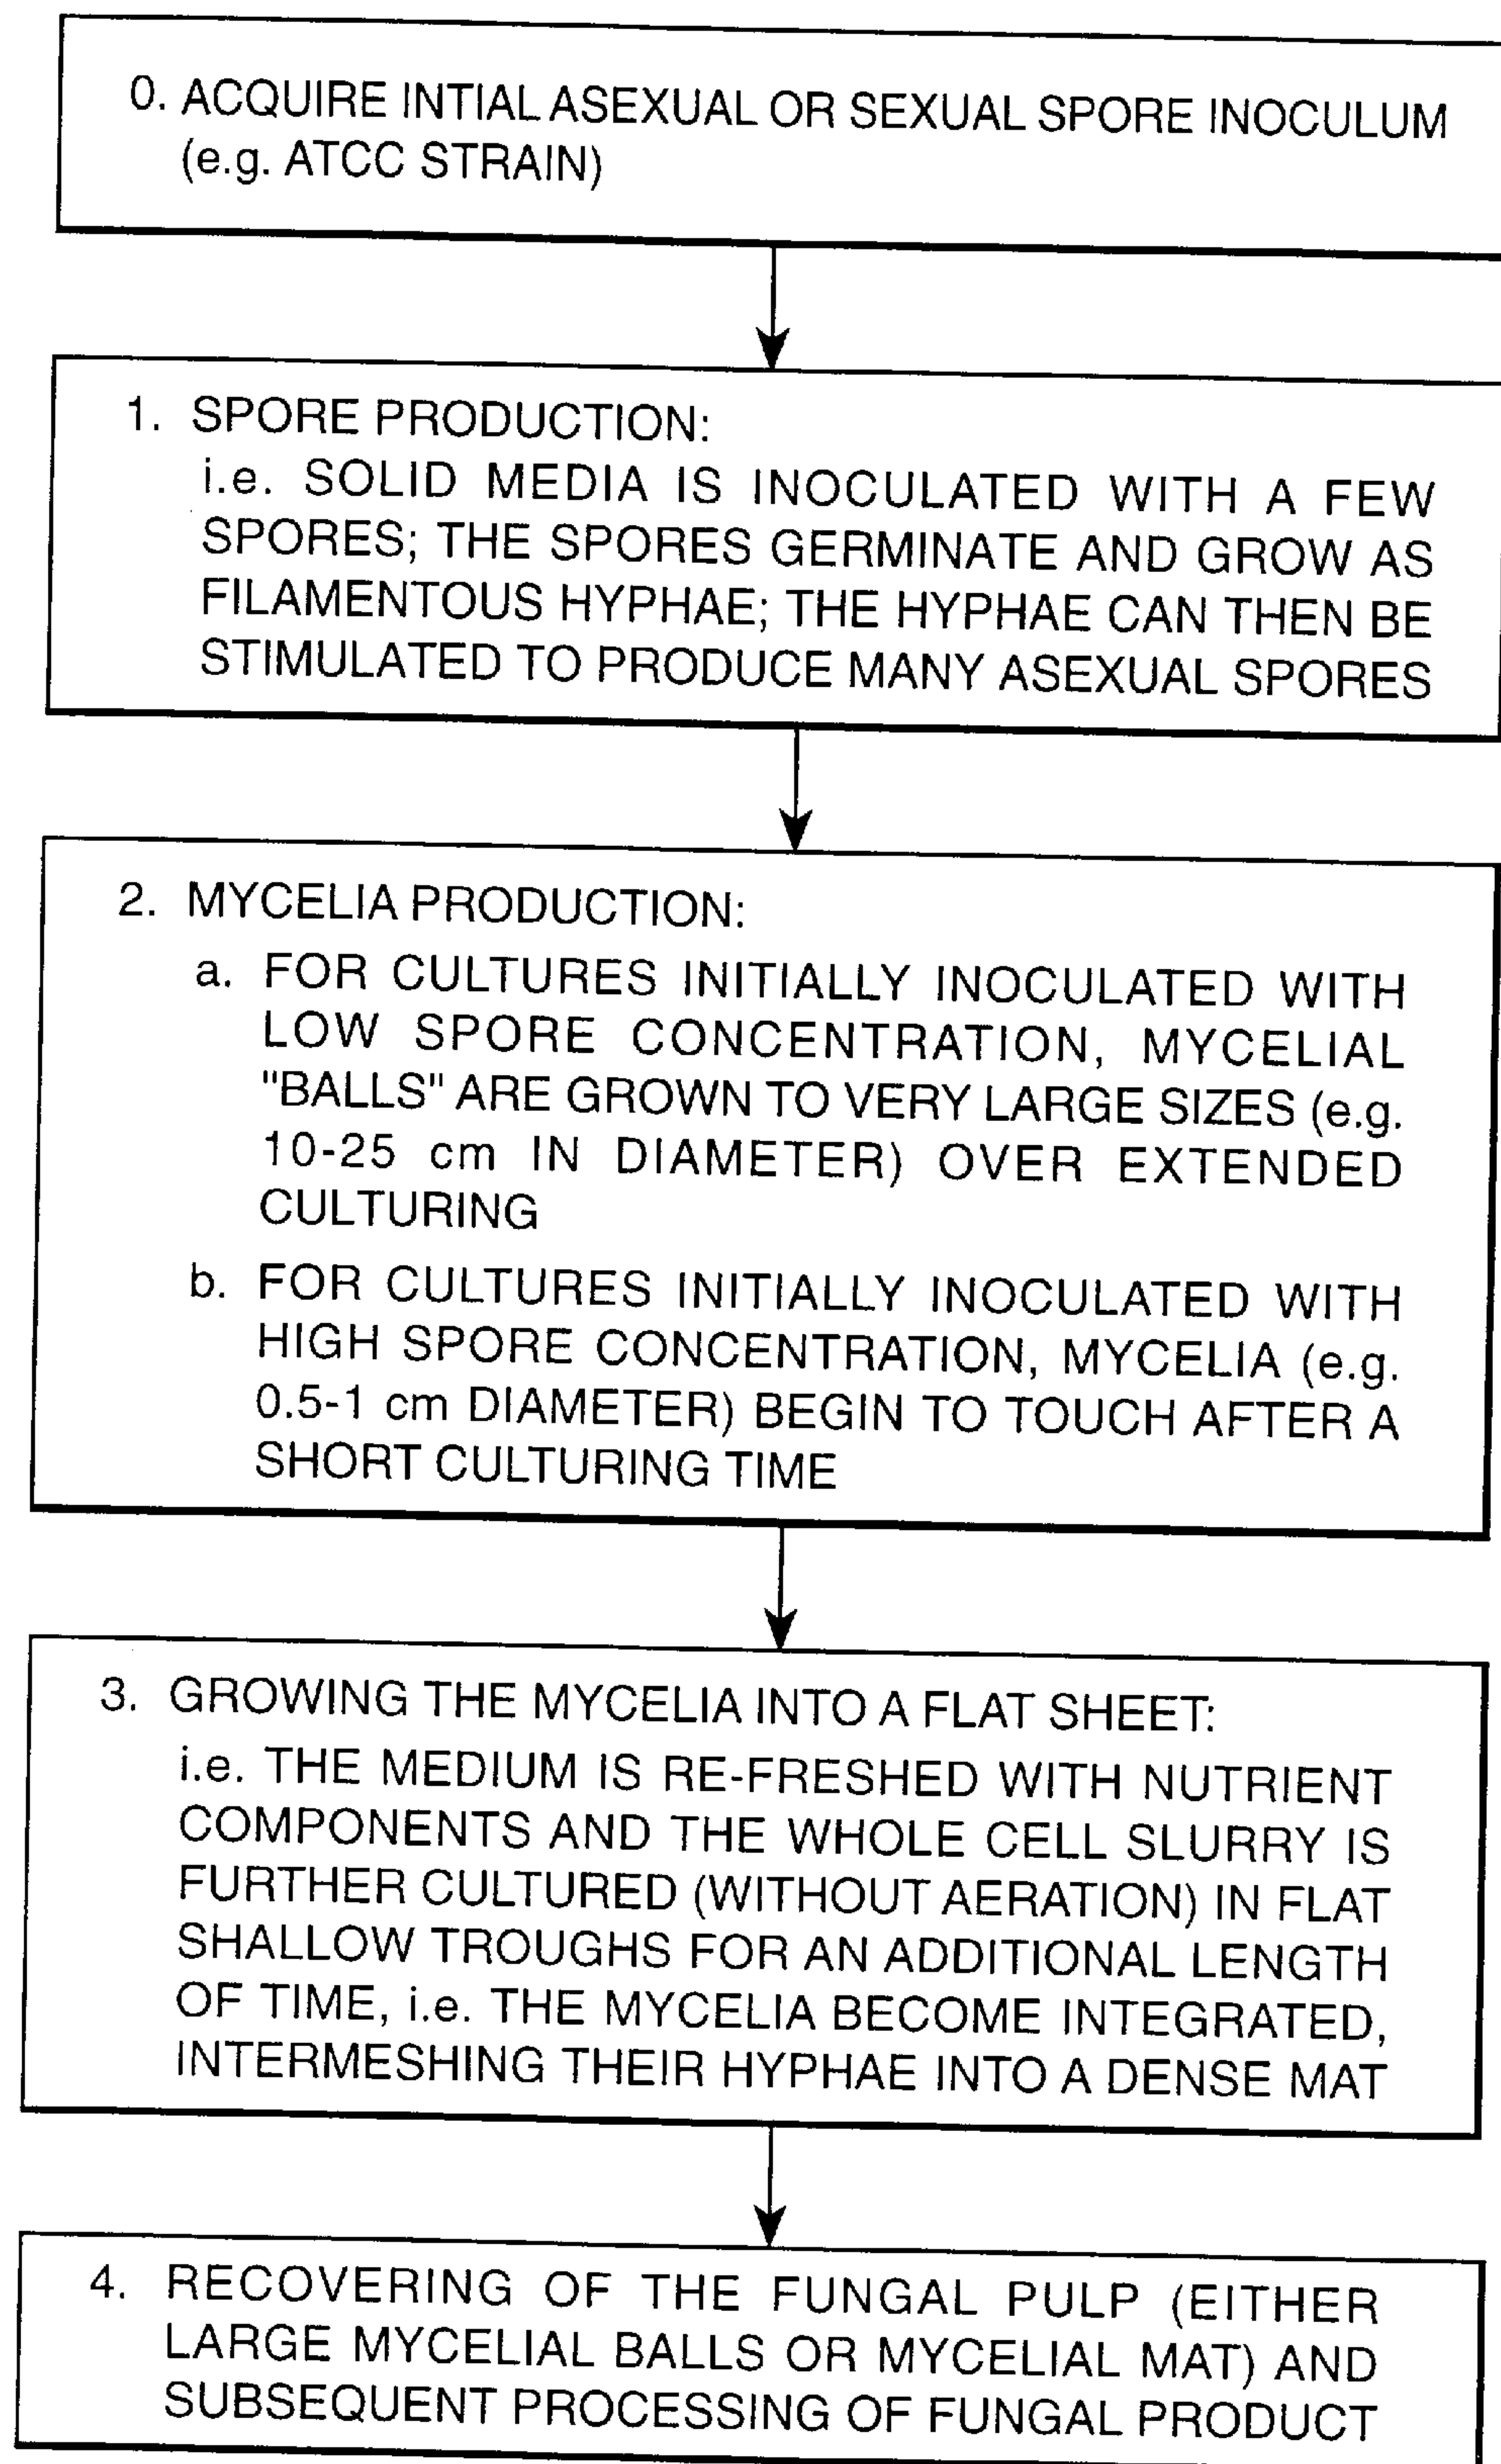 0. ACQUIRE INTIAL ASEXUAL OR SEXUAL SPORE INOCULUM
(e.g. ATCC STRAIN)
1. SPORE PRODUCTION:
i.e. SOLID MEDIA IS INOCULATED WITH A FEW
SPORES; THE SPORES GERMINATE AND GROW AS
FILAMENTOUS HYPHAE; THE HYPHAE CAN THEN BE
STIMULATED TO PRODUCE MANY ASEXUAL SPORES
2. MYCELIA PRODUCTION:
a. FOR CULTURES INITIALLY INOCULATED WITH
LOW SPORE CONCENTRATION, MYCELIAL
"BALLS" ARE GROWN TO VERY LARGE SIZES (e.g.
10-25 cm IN DIAMETER) OVER EXTENDED
CULTURING
b. FOR CULTURES INITIALLY INOCULATED WITH
HIGH SPORE CONCENTRATION, MYCELIA (e.g.
0.5-1 cm DIAMETER) BEGIN TO TOUCH AFTER A
SHORT CULTURING TIME
3. GROWING THE MYCELIA INTO A FLAT SHEET:
i.e. THE MEDIUM IS RE-FRESHED WITH NUTRIENT
COMPONENTS AND THE WHOLE CELL SLURRY IS
FURTHER CULTURED (WITHOUT AERATION) IN FLAT
SHALLOW TROUGHS FOR AN ADDITIONAL LENGTH
OF TIME, i.e. THE MYCELIA BECOME INTEGRATED,
INTERMESHING THEIR HYPHAE INTO A DENSE MAT
4. RECOVERING OF THE FUNGAL PULP (EITHER
LARGE MYCELIAL BALLS OR MYCELIAL MAT) AND
SUBSEQUENT PROCESSING OF FUNGAL PRODUCT